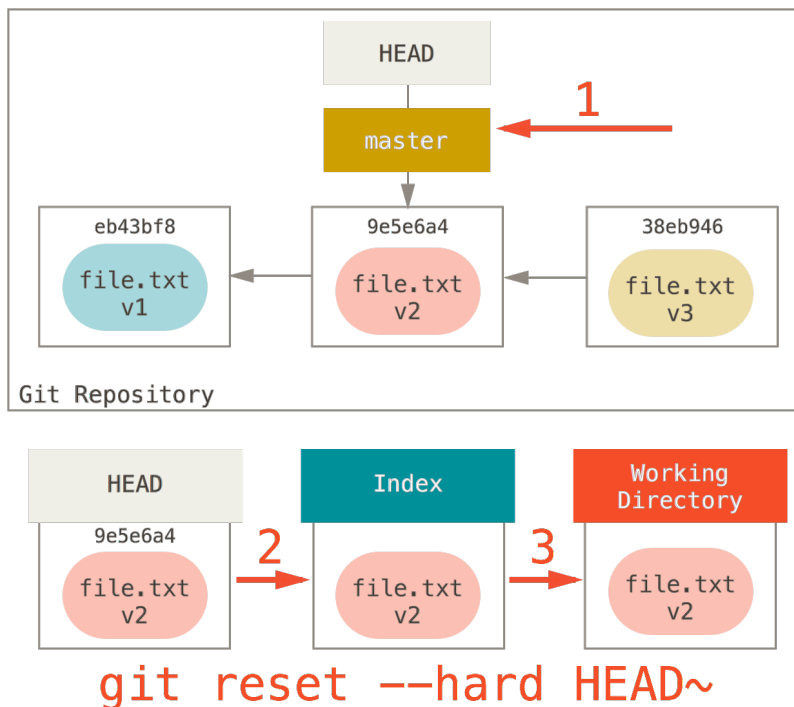 HEAD
1
master
eb43bf8
9e5e6a4
38eb946
file.txt
v1
file.txt
v2
file.txt
v3
Git Repository
HEAD
Index
Working
Directory
9e5e6a4
2
3
file.txt
v2
file.txt
v2
file.txt
v2
git reset --hard HEAD~